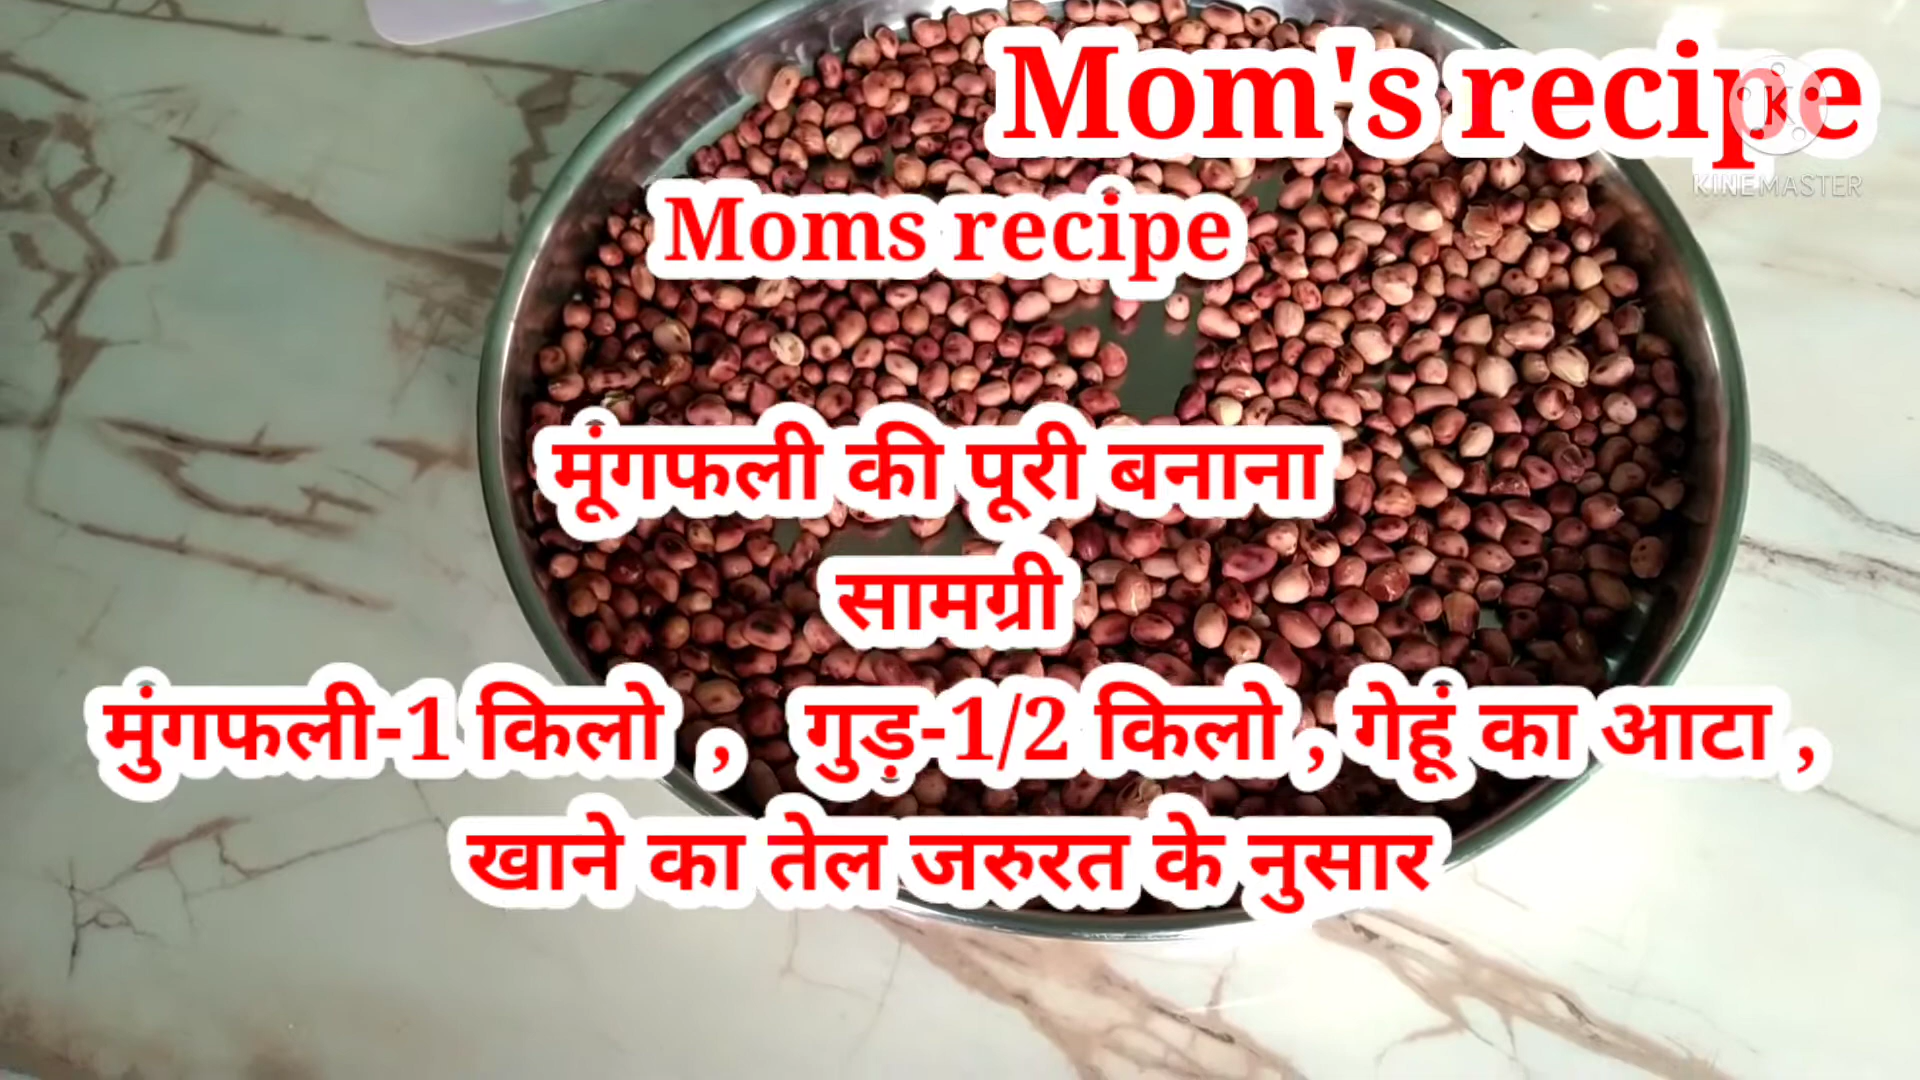 Mom's recipe
KINEMASTER
Moms recipe
मूंगफली की पूरी बनाना
सामग्री
मुंगफली-1 किलो , गुड़-1/2 किलो , गेहूं का आटा ,
खाने का तेल जरुरत के नुसार